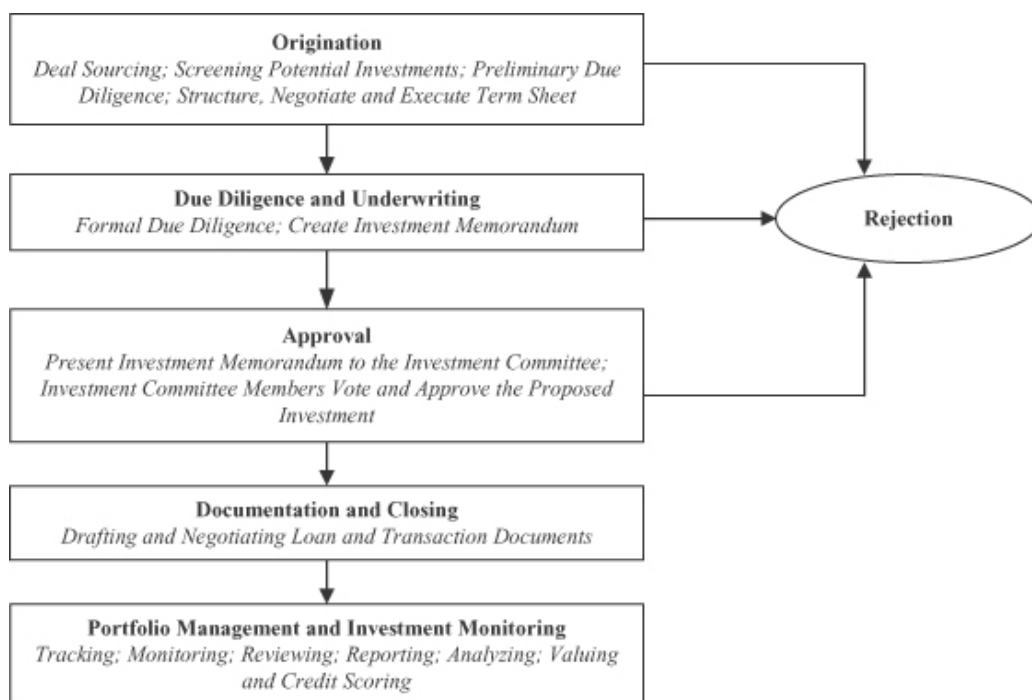 Origination
Deal Sourcing; Screening Potential Investments; Preliminary Due
Diligence; Structure, Negotiate and Execute Term Sheet
Due Diligence and Underwriting
Formal Due Diligence; Create Investment Memorandum
Rejection
Approval
Present Investment Memorandum to the Investment Committee;
Investment Committee Members Vote and Approve the Proposed
Investment
Documentation and Closing
Drafting and Negotiating Loan and Transaction Documents
Portfolio Management and Investment Monitoring
Tracking; Monitoring; Reviewing; Reporting; Analyzing; Valuing
and Credit Scoring